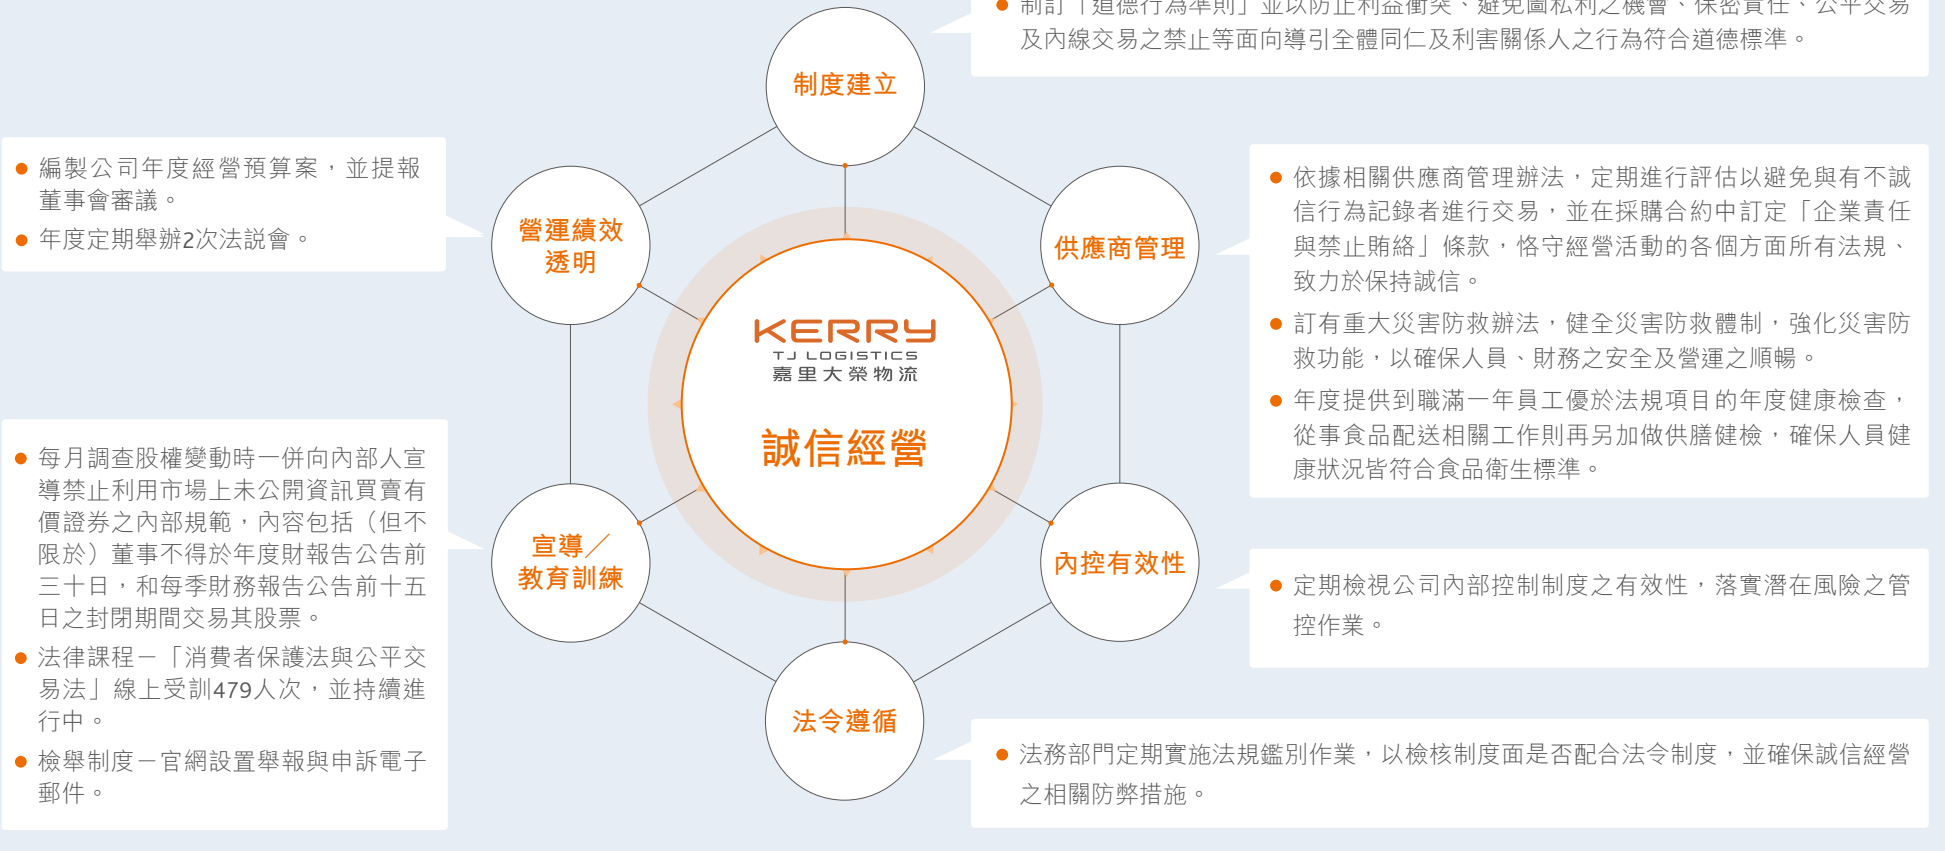 ● 制訂「道德行為準則」並以防止利益衝突、避免圖私利之機會、保密責任、公平交易
及內線交易之禁止等面向導引全體同仁及利害關係人之行為符合道德標準。
制度建立
● 編製公司年度經營預算案，並提報
董事會審議。
● 年度定期舉辦2次法說會。
營運績效
透明
供應商管理
● 依據相關供應商管理辦法，定期進行評估以避免與有不誠
信行為記錄者進行交易，並在採購合約中訂定「企業責任
與禁止賄絡」條款，恪守經營活動的各個方面所有法規、
致力於保持誠信。
● 訂有重大災害防救辦法，健全災害防救體制，強化災害防
救功能，以確保人員、財務之安全及營運之順暢。
● 年度提供到職滿一年員工優於法規項目的年度健康檢查，
從事食品配送相關工作則再另加做供膳健檢，確保人員健
康狀況皆符合食品衛生標準。
KERRY
TJ LOGISTICS
嘉里大榮物流
誠信經營
● 每月調查股權變動時一併向內部人宣
導禁止利用市場上未公開資訊買賣有
價證券之內部規範，內容包括（但不
限於）董事不得於年度財報告公告前
三十日，和每季財務報告公告前十五
日之封閉期間交易其股票。
● 法律課程－「消費者保護法與公平交
易法」線上受訓479人次，並持續進
行中。
● 檢舉制度－官網設置舉報與申訴電子
郵件。
宣導／
教育訓練
內控有效性
● 定期檢視公司內部控制制度之有效性，落實潛在風險之管
控作業。
法令遵循
● 法務部門定期實施法規鑑別作業，以檢核制度面是否配合法令制度，並確保誠信經營
之相關防弊措施。